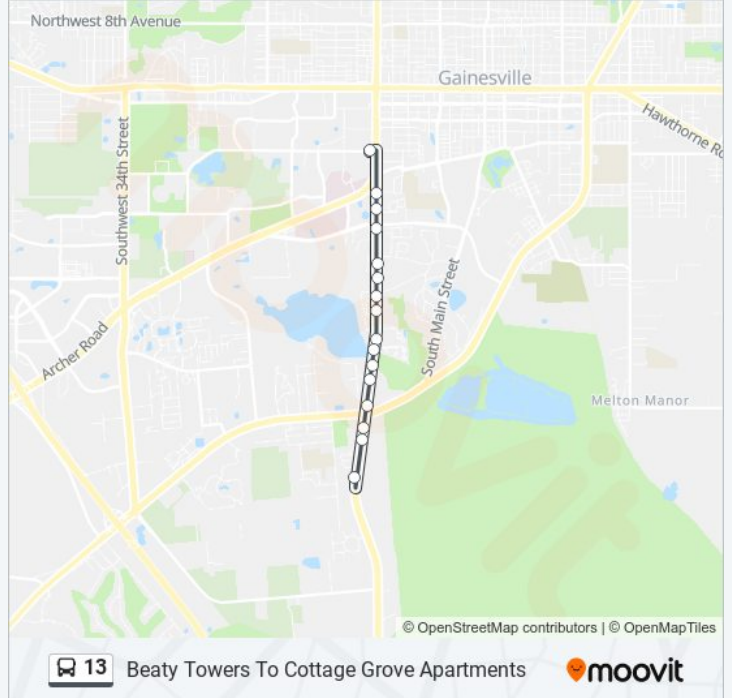 Northwest 8th Avenue
Gainesville
Hawthorne Ro
Southwest 34th Street
South Main Street
Archer Road
Melton Manor
© OpenStreetMap contributors | © OpenMapTiles
13 Beaty Towers To Cottage Grove Apartments moovit